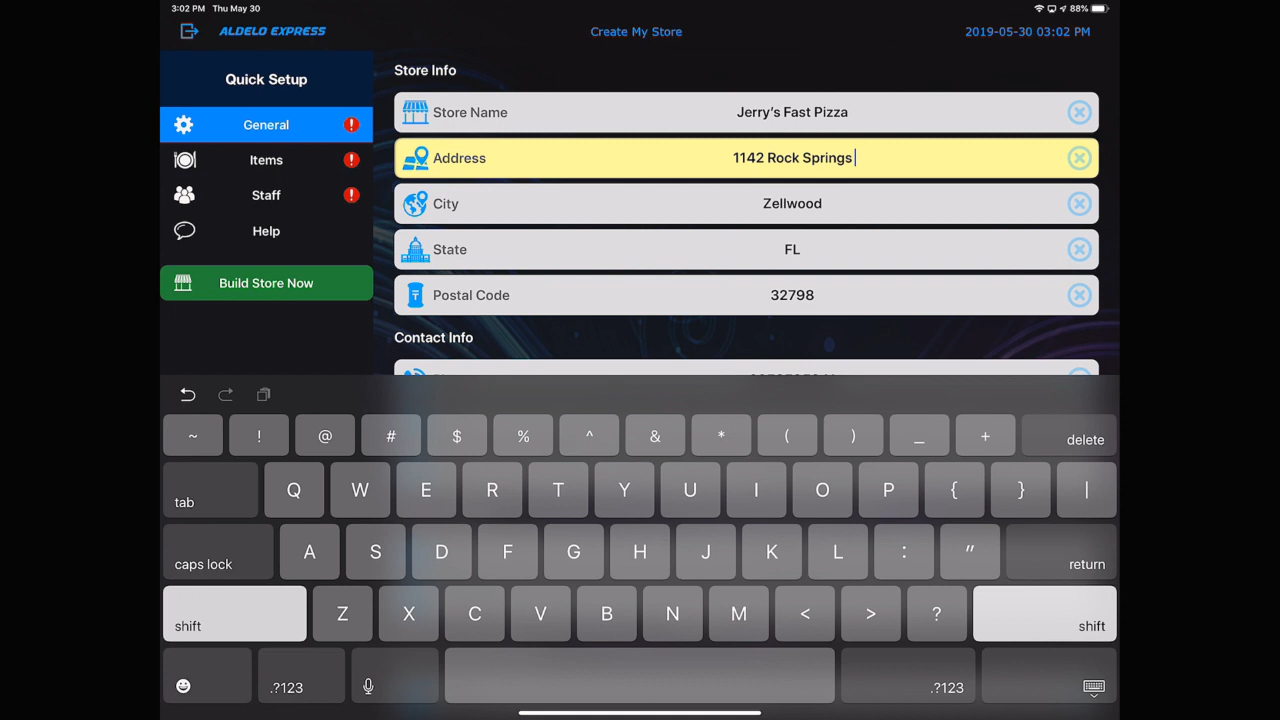 3:02 PM Thu May 30
88%
ALDELO EXPRESS
Create My Store
2019-05-30 03:02 PM
Quick Setup
General
Items
Staff
Help
Build Store Now
Store Info
Store Name Jerry's Fast Pizza
Address 1142 Rock Springs
City Zellwood
State FL
Postal Code 32798
Contact Info
~ ! @ # $ % ^ & * ( ) _ + delete
tab Q W E R T Y U I O P { } |
caps lock A S D F G H J K L : " return
shift Z X C V B N M < > ? shift
.?123 .?123